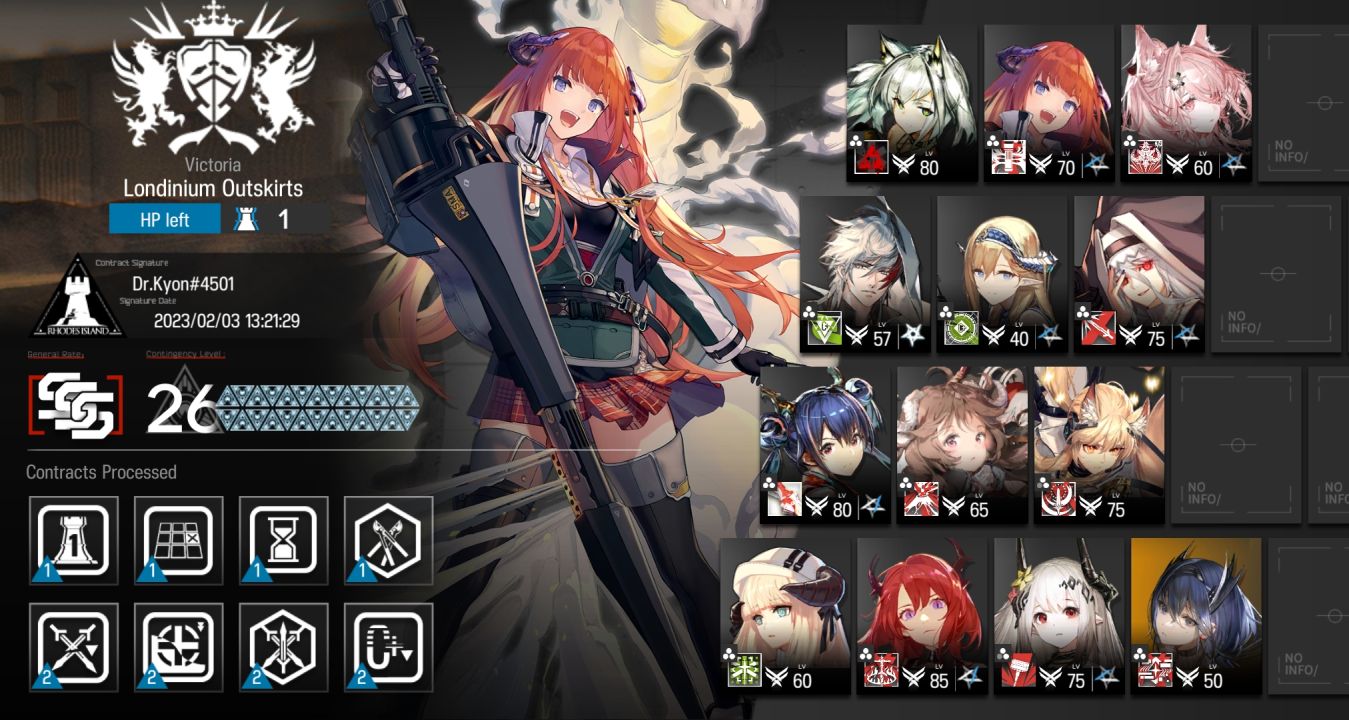 Victoria
Londinium Outskirts
HP left 1
Contract Signature
Dr.Kyon#4501
Signature Date
2023/02/03 13:21:29
RHODES ISLAND
General Rate:
Contingency Level:
26
Contracts Processed
1
1 1 1 1
2 2 2 2
LV 80
LV 70
LV 60
NO INFO/
LV 57
LV 40
LV 75
NO INFO/
LV 80
LV 65
LV 75
NO INFO/
LV 60
LV 85
LV 75
LV 50
NO INFO/